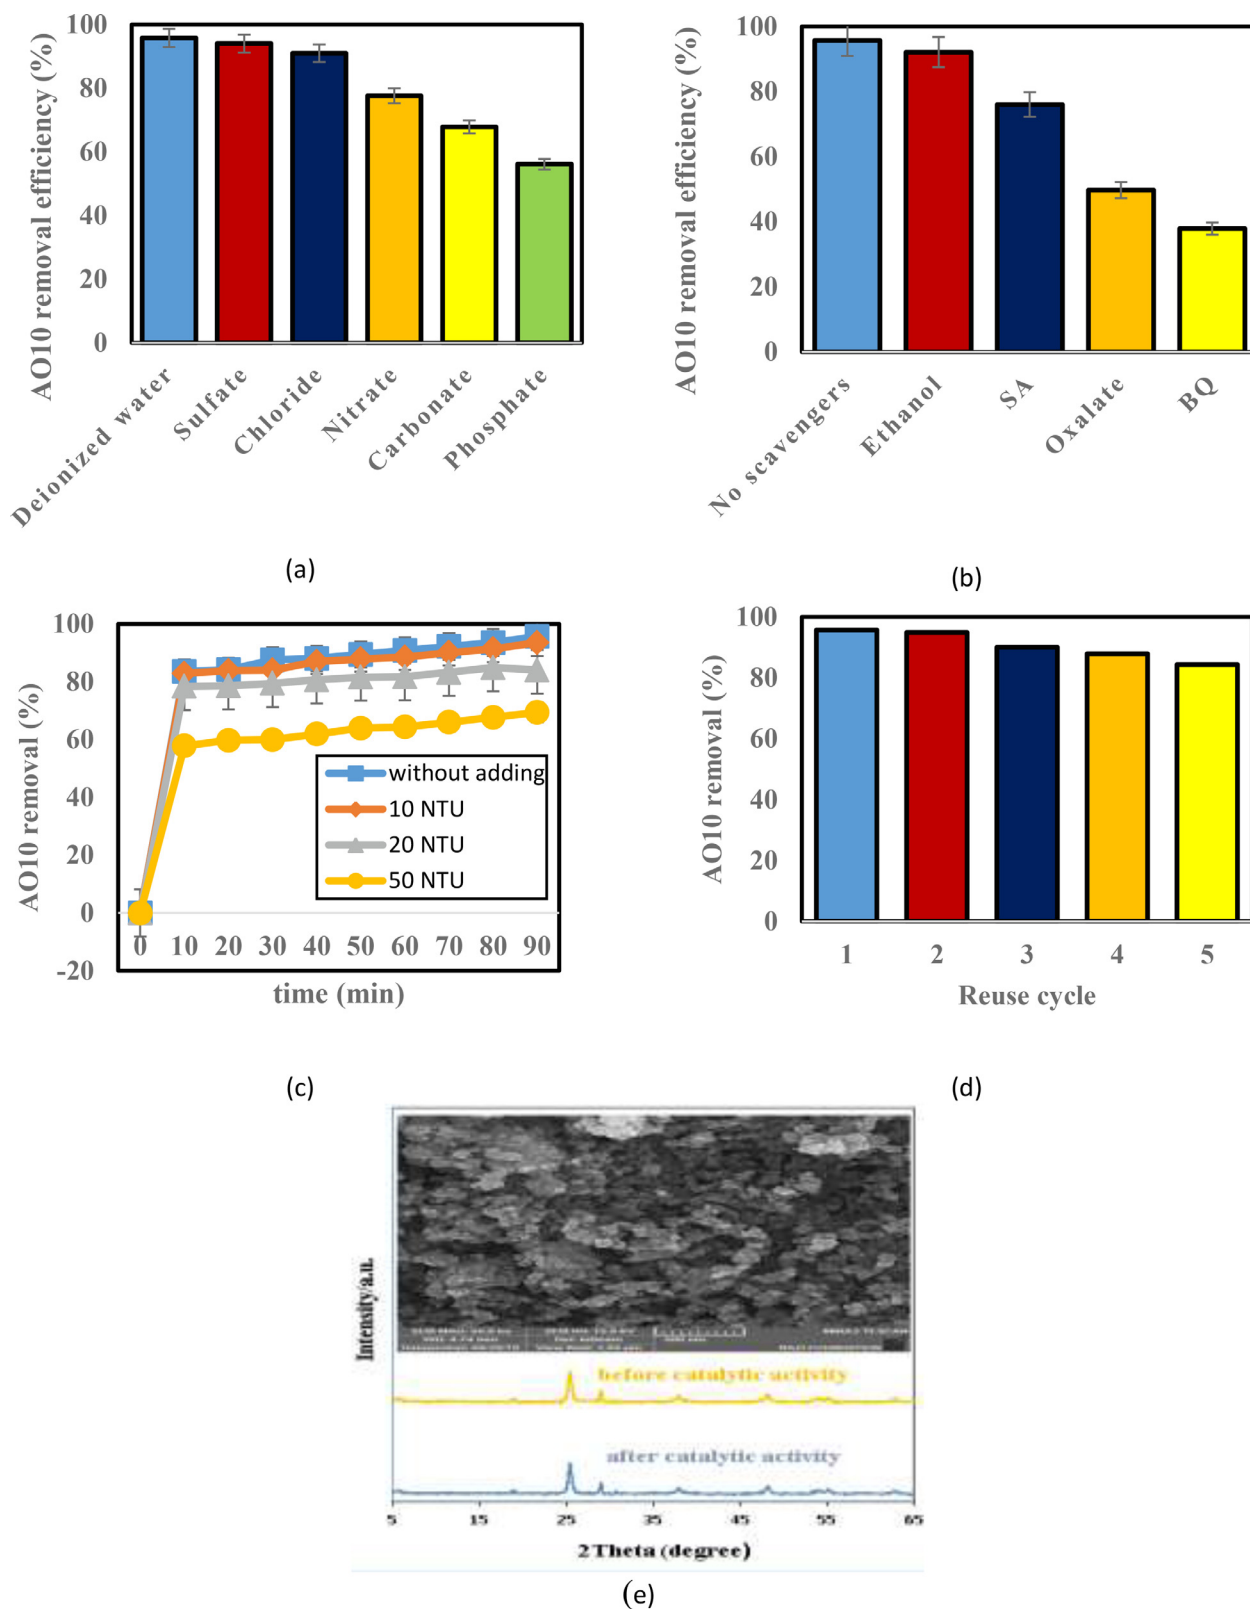 AO10 removal efficiency (%)
100
80
60
40
20
0
Deionized water
Sulfate
Chloride
Nitrate
Carbonate
Phosphate
(a)
AO10 removal efficiency (%)
100
80
60
40
20
0
No scavengers
Ethanol
SA
Oxalate
BQ
(b)
AO10 removal (%)
100
80
60
40
20
0
-20
0 10 20 30 40 50 60 70 80 90
time (min)
without adding
10 NTU
20 NTU
50 NTU
(c)
AO10 removal (%)
100
80
60
40
20
0
1 2 3 4 5
Reuse cycle
(d)
Intensity/a.u.
before catalytic activity
after catalytic activity
5 15 25 35 45 55 65
2Theta (degree)
(e)